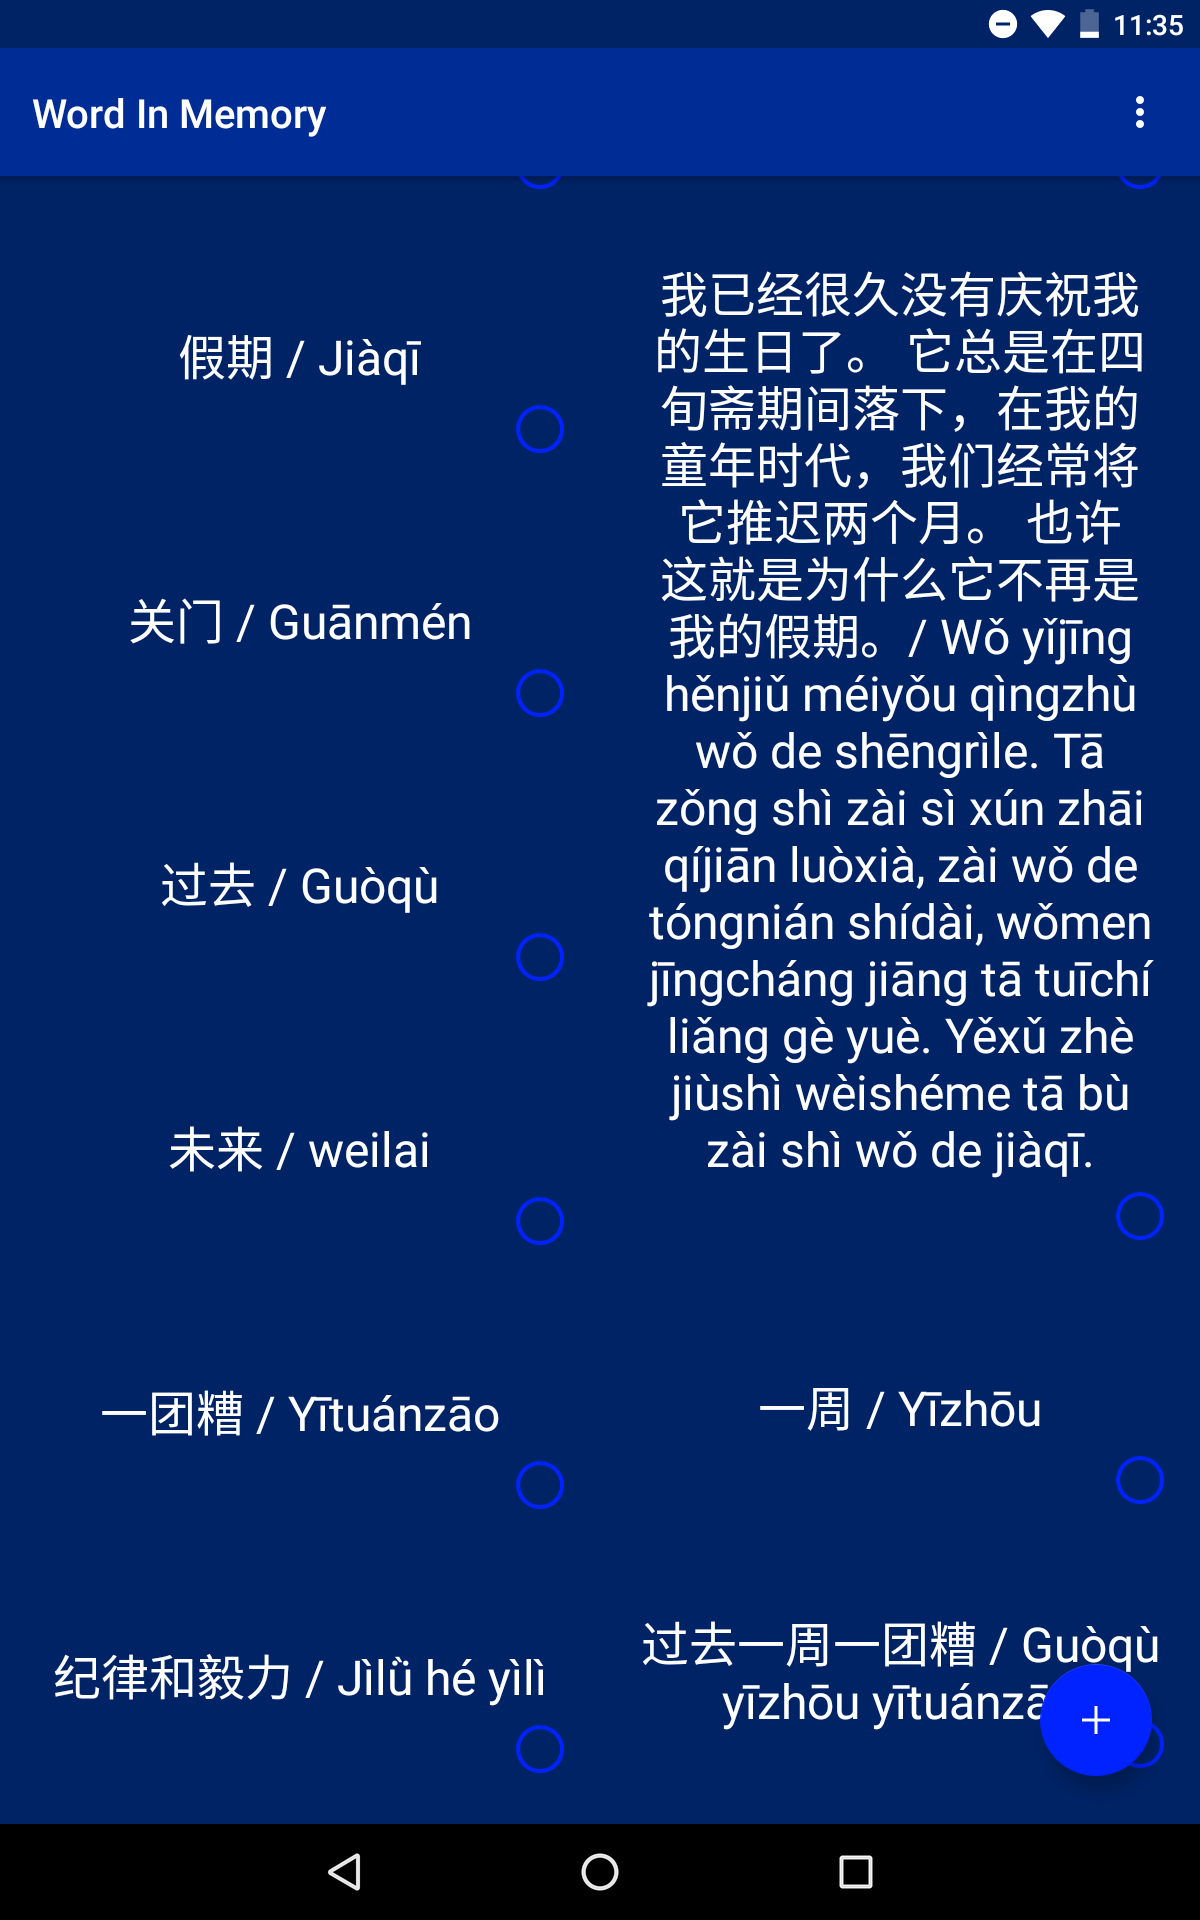 11:35
Word In Memory
假期 / Jiàqī
关门 / Guānmén
过去 / Guòqù
未来 / weilai
一团糟 / Yītuánzāo
纪律和毅力 / Jìlǜ hé yìlì
我已经很久没有庆祝我
的生日了。 它总是在四
旬斋期间落下，在我的
童年时代，我们经常将
它推迟两个月。 也许
这就是为什么它不再是
我的假期。/ Wǒ yǐjīng
hěnjiǔ méiyǒu qìngzhù
wǒ de shēngrìle. Tā
zǒng shì zài sì xún zhāi
qíjiān luòxià, zài wǒ de
tóngnián shídài, wǒmen
jīngcháng jiāng tā tuīchí
liǎng gè yuè. Yěxǔ zhè
jiùshì wèishéme tā bù
zài shì wǒ de jiàqī.
一周 / Yīzhōu
过去一周一团糟 / Guòqù
yīzhōu yītuánzā